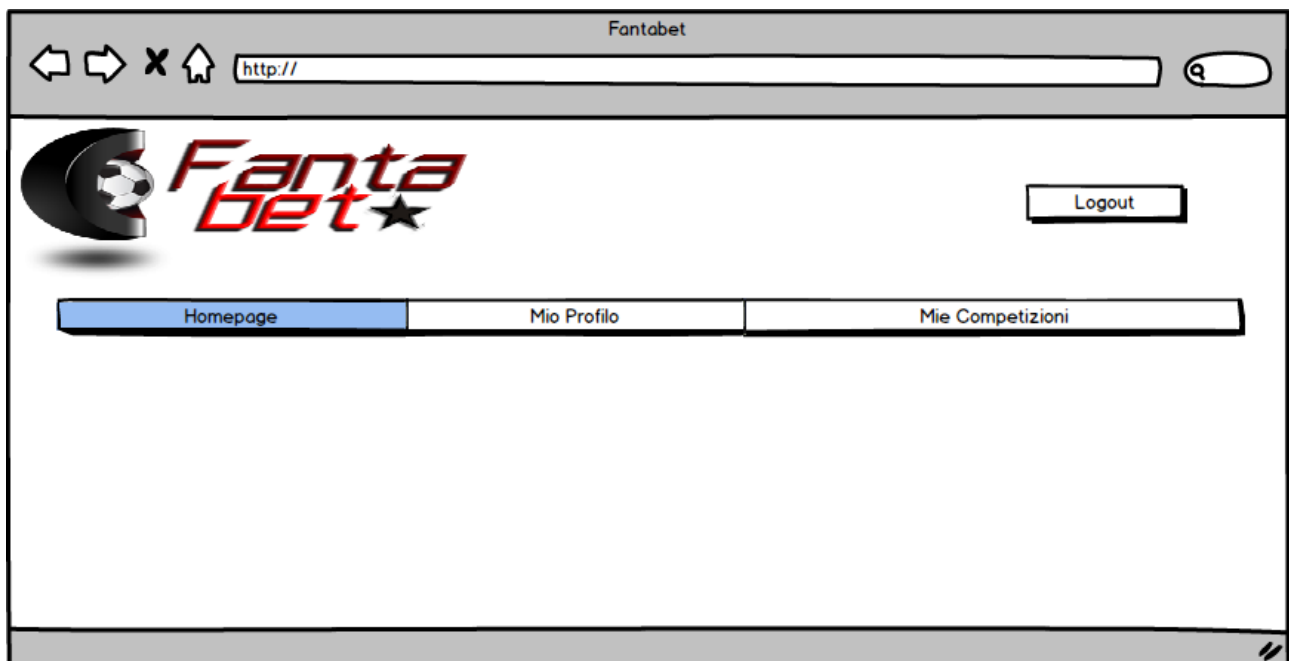 Fantabet
http://
Fanta
bet
Logout
Homepage Mio Profilo Mie Competizioni